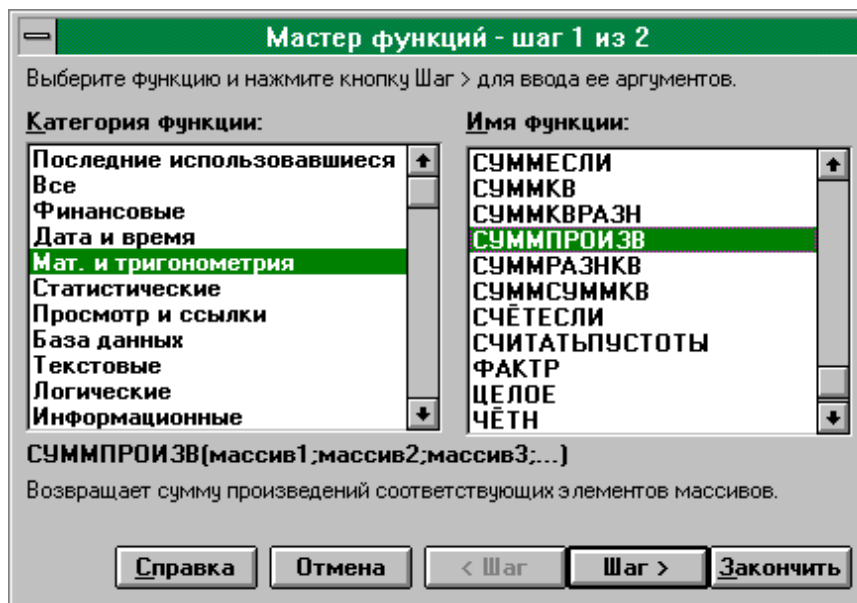 Мастер функций - шаг 1 из 2
Выберите функцию и нажмите кнопку Шаг > для ввода ее аргументов.
Категория функции:
Последние использовавшиеся
Все
Финансовые
Дата и время
Мат. и тригонометрия
Статистические
Просмотр и ссылки
База данных
Текстовые
Логические
Информационные
Имя функции:
СУММЕСЛИ
СУММКВ
СУММКВРАЗН
СУММПРОИЗВ
СУММРАЗНКВ
СУММСУММКВ
СЧЁТЕСЛИ
СЧИТАТЬПУСТОТЫ
ФАКТР
ЦЕЛОЕ
ЧЁТН
СУММПРОИЗВ(массив1;массив2;массив3;...)
Возвращает сумму произведений соответствующих элементов массивов.
Справка
Отмена
< Шаг
Шаг >
Закончить